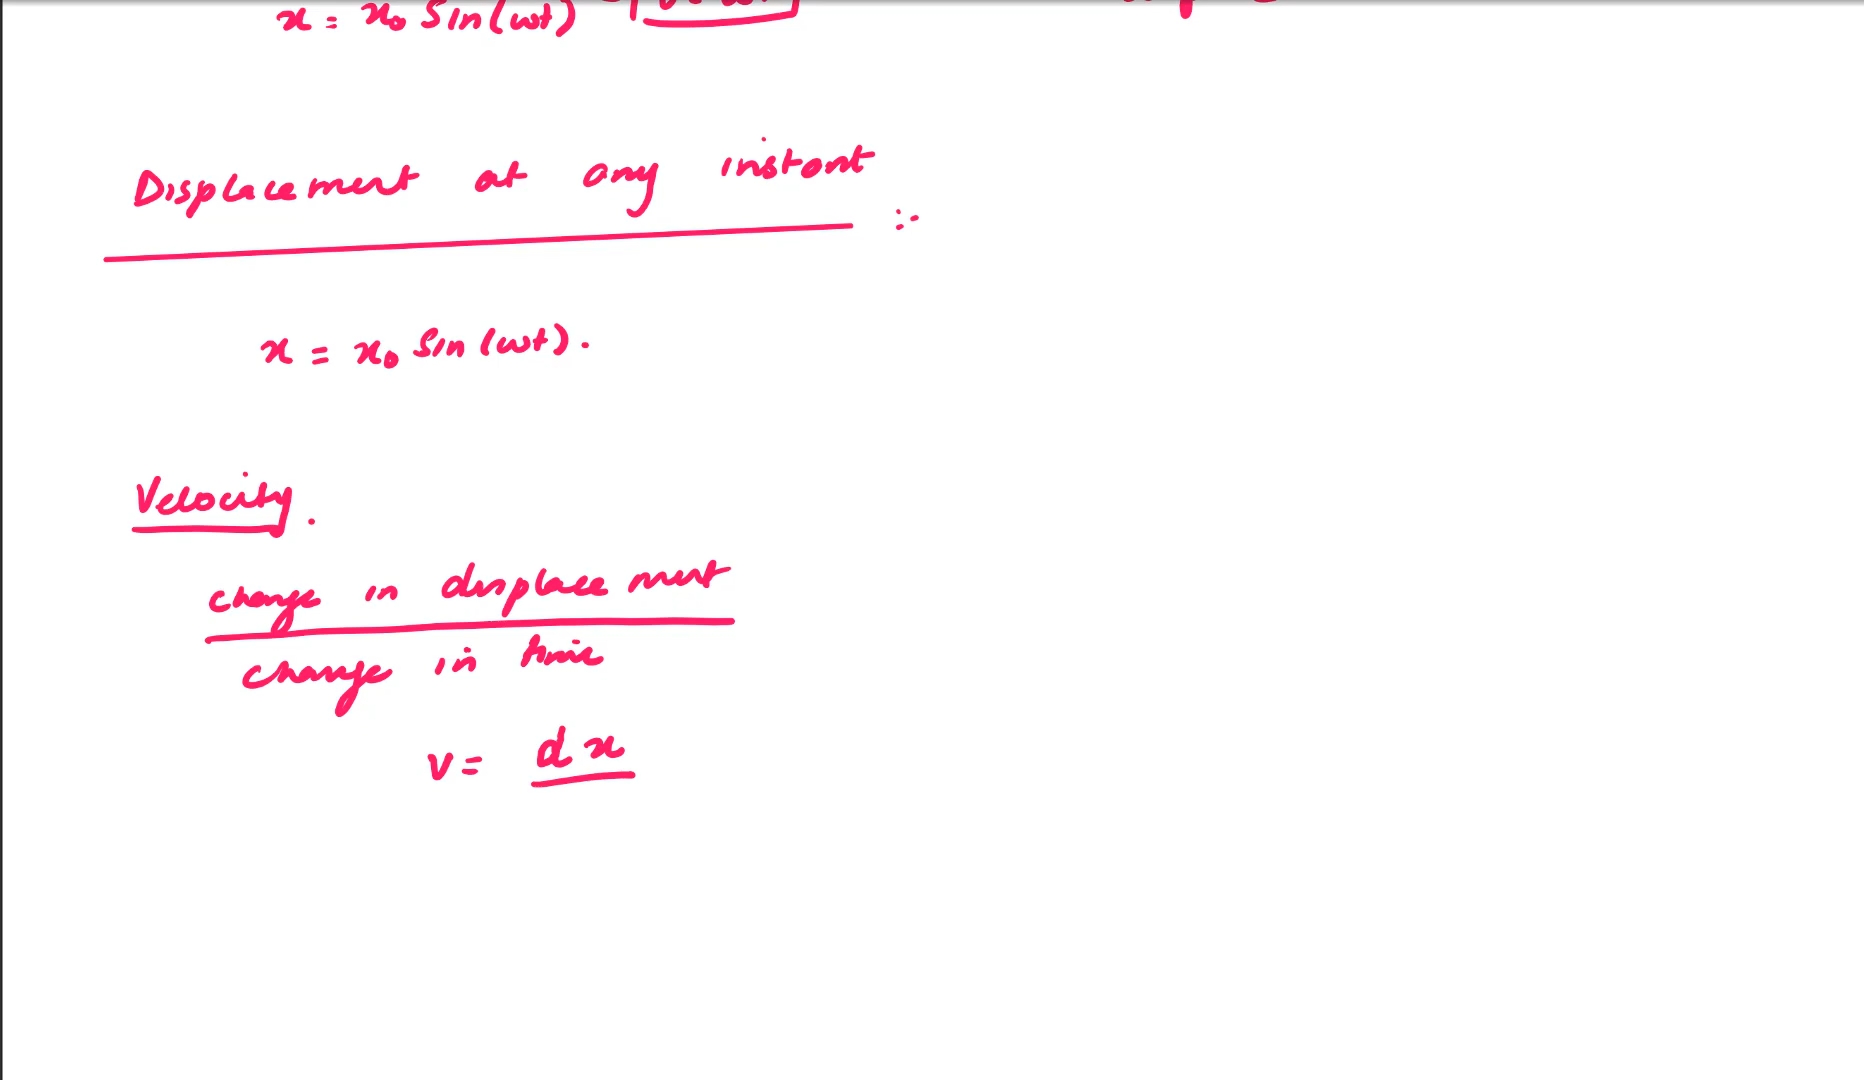 x = x₀ Sin(ωt)
Displacement at any instant :-
x = x₀ Sin (ωt).
Velocity.
change in displacement
change in time
v = dx